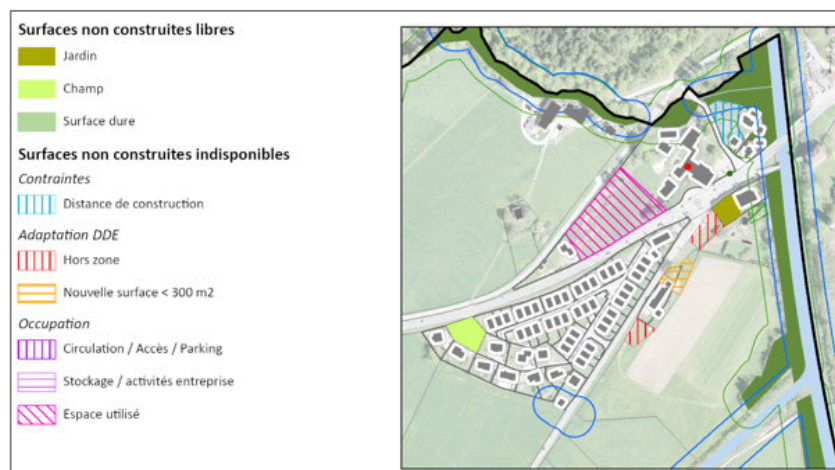 Surfaces non construites libres
Jardin
Champ
Surface dure
Surfaces non construites indisponibles
Contraintes
Distance de construction
Adaptation DDE
Hors zone
Nouvelle surface < 300 m2
Occupation
Circulation / Accès / Parking
Stockage / activités entreprise
Espace utilisé